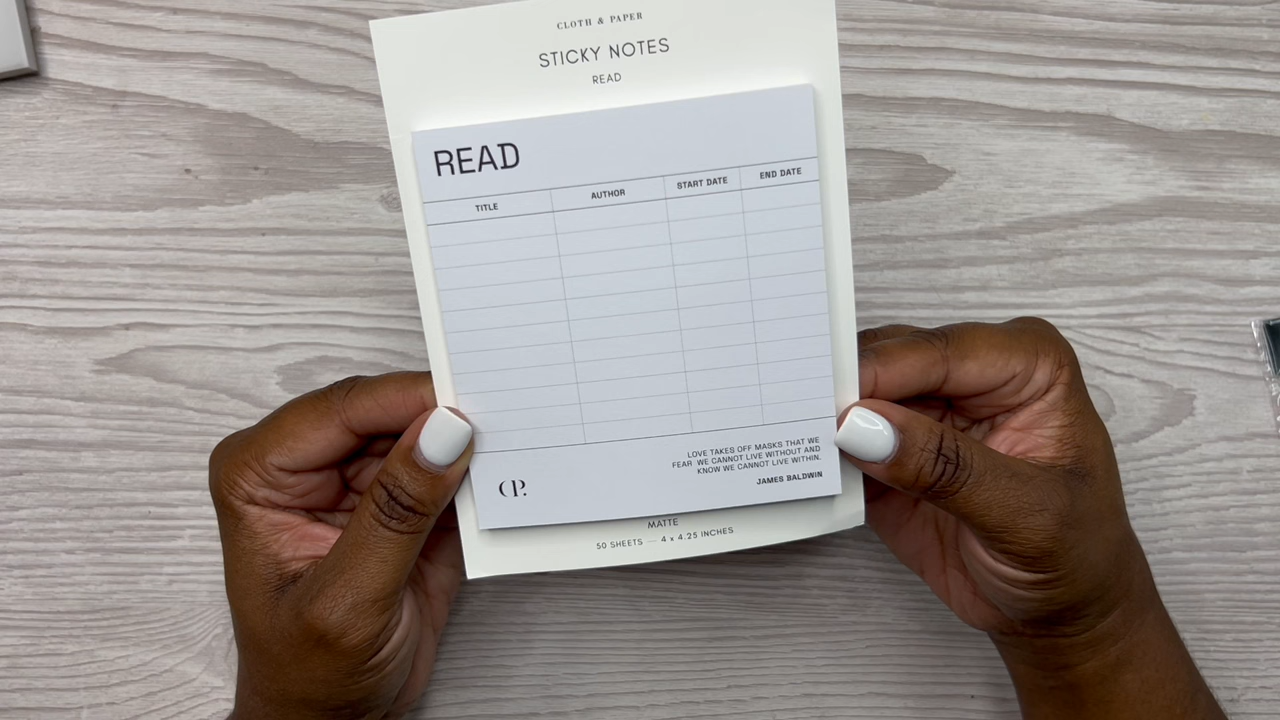 CLOTH & PAPER
STICKY NOTES
READ
READ
TITLE AUTHOR START DATE END DATE
LOVE TAKES OFF MASKS THAT WE
FEAR WE CANNOT LIVE WITHOUT AND
KNOW WE CANNOT LIVE WITHIN.
JAMES BALDWIN
CP.
MATTE
50 SHEETS — 4 x 4.25 INCHES